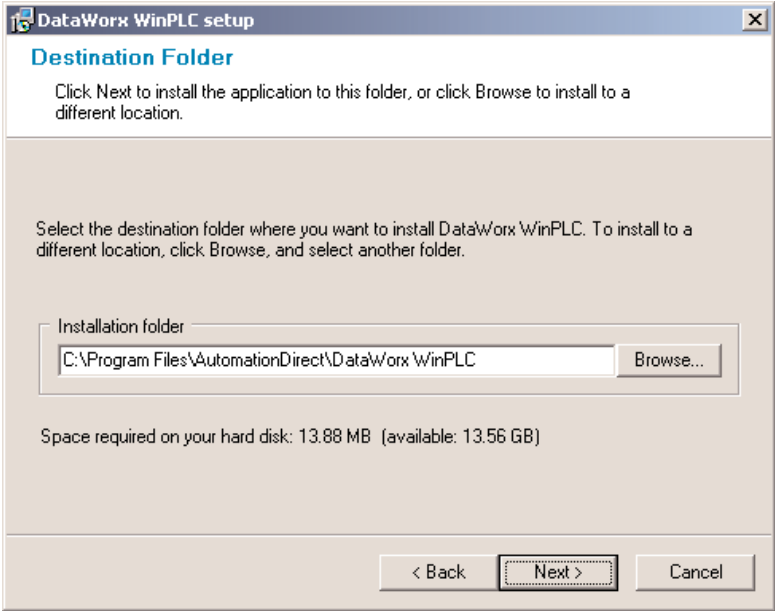 DataWorx WinPLC setup
Destination Folder
Click Next to install the application to this folder, or click Browse to install to a
different location.
Select the destination folder where you want to install DataWorx WinPLC. To install to a
different location, click Browse, and select another folder.
Installation folder
C:\Program Files\AutomationDirect\DataWorx WinPLC
Browse...
Space required on your hard disk: 13.88 MB  (available: 13.56 GB)
< Back
Next >
Cancel